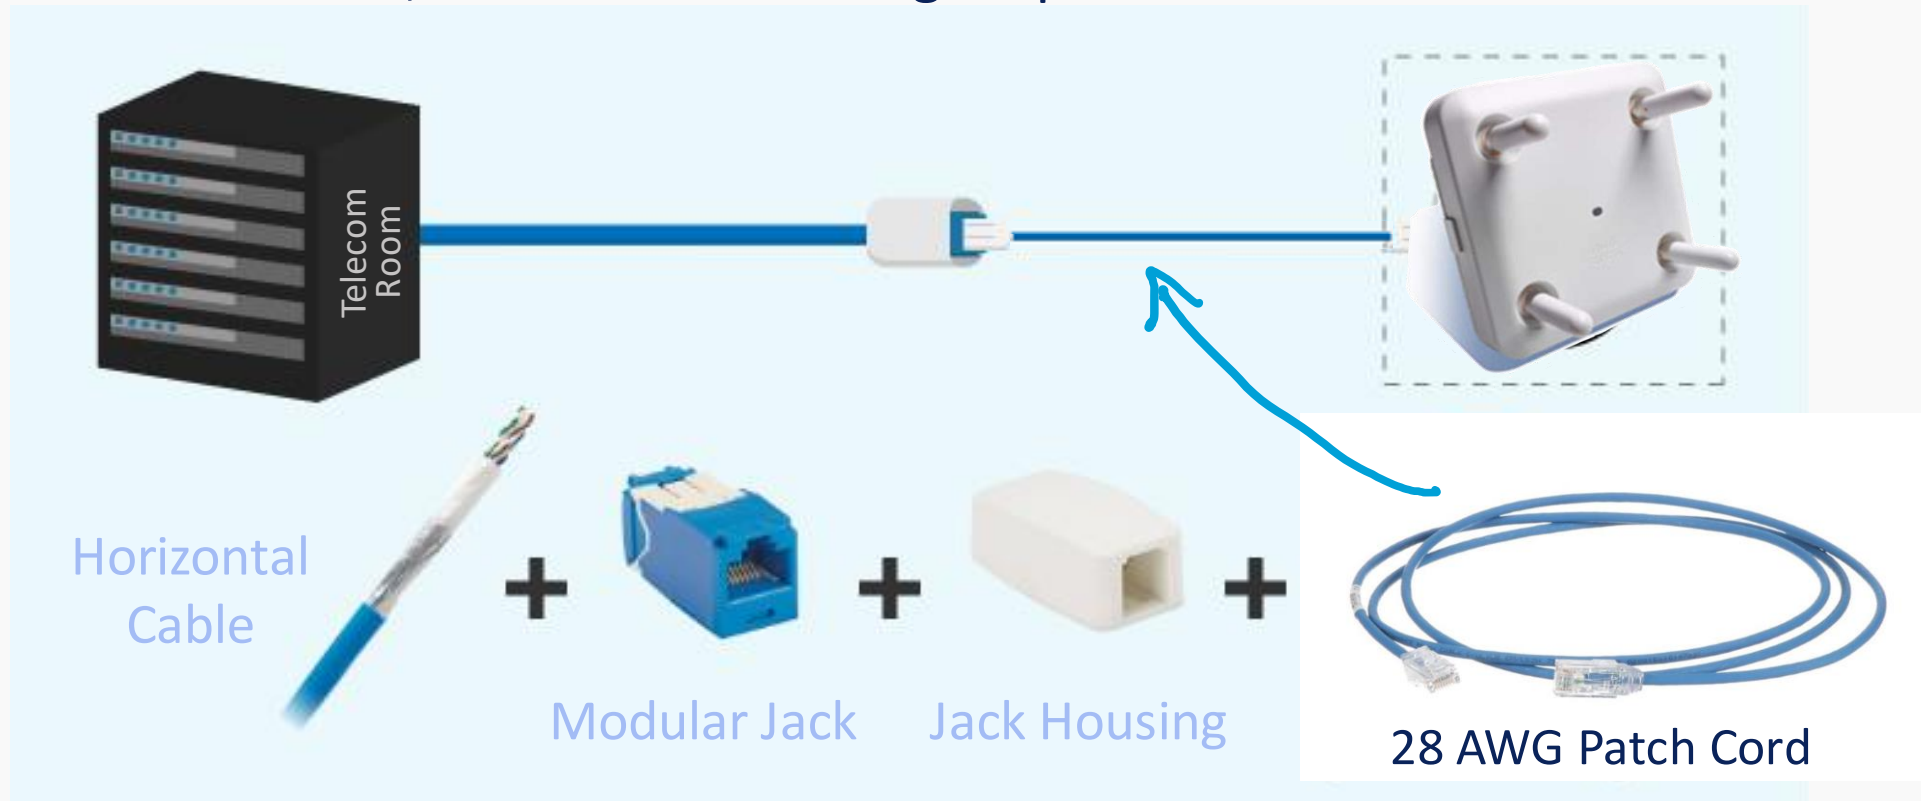 Telecom
Room
Horizontal
Cable
Modular Jack
Jack Housing
28 AWG Patch Cord